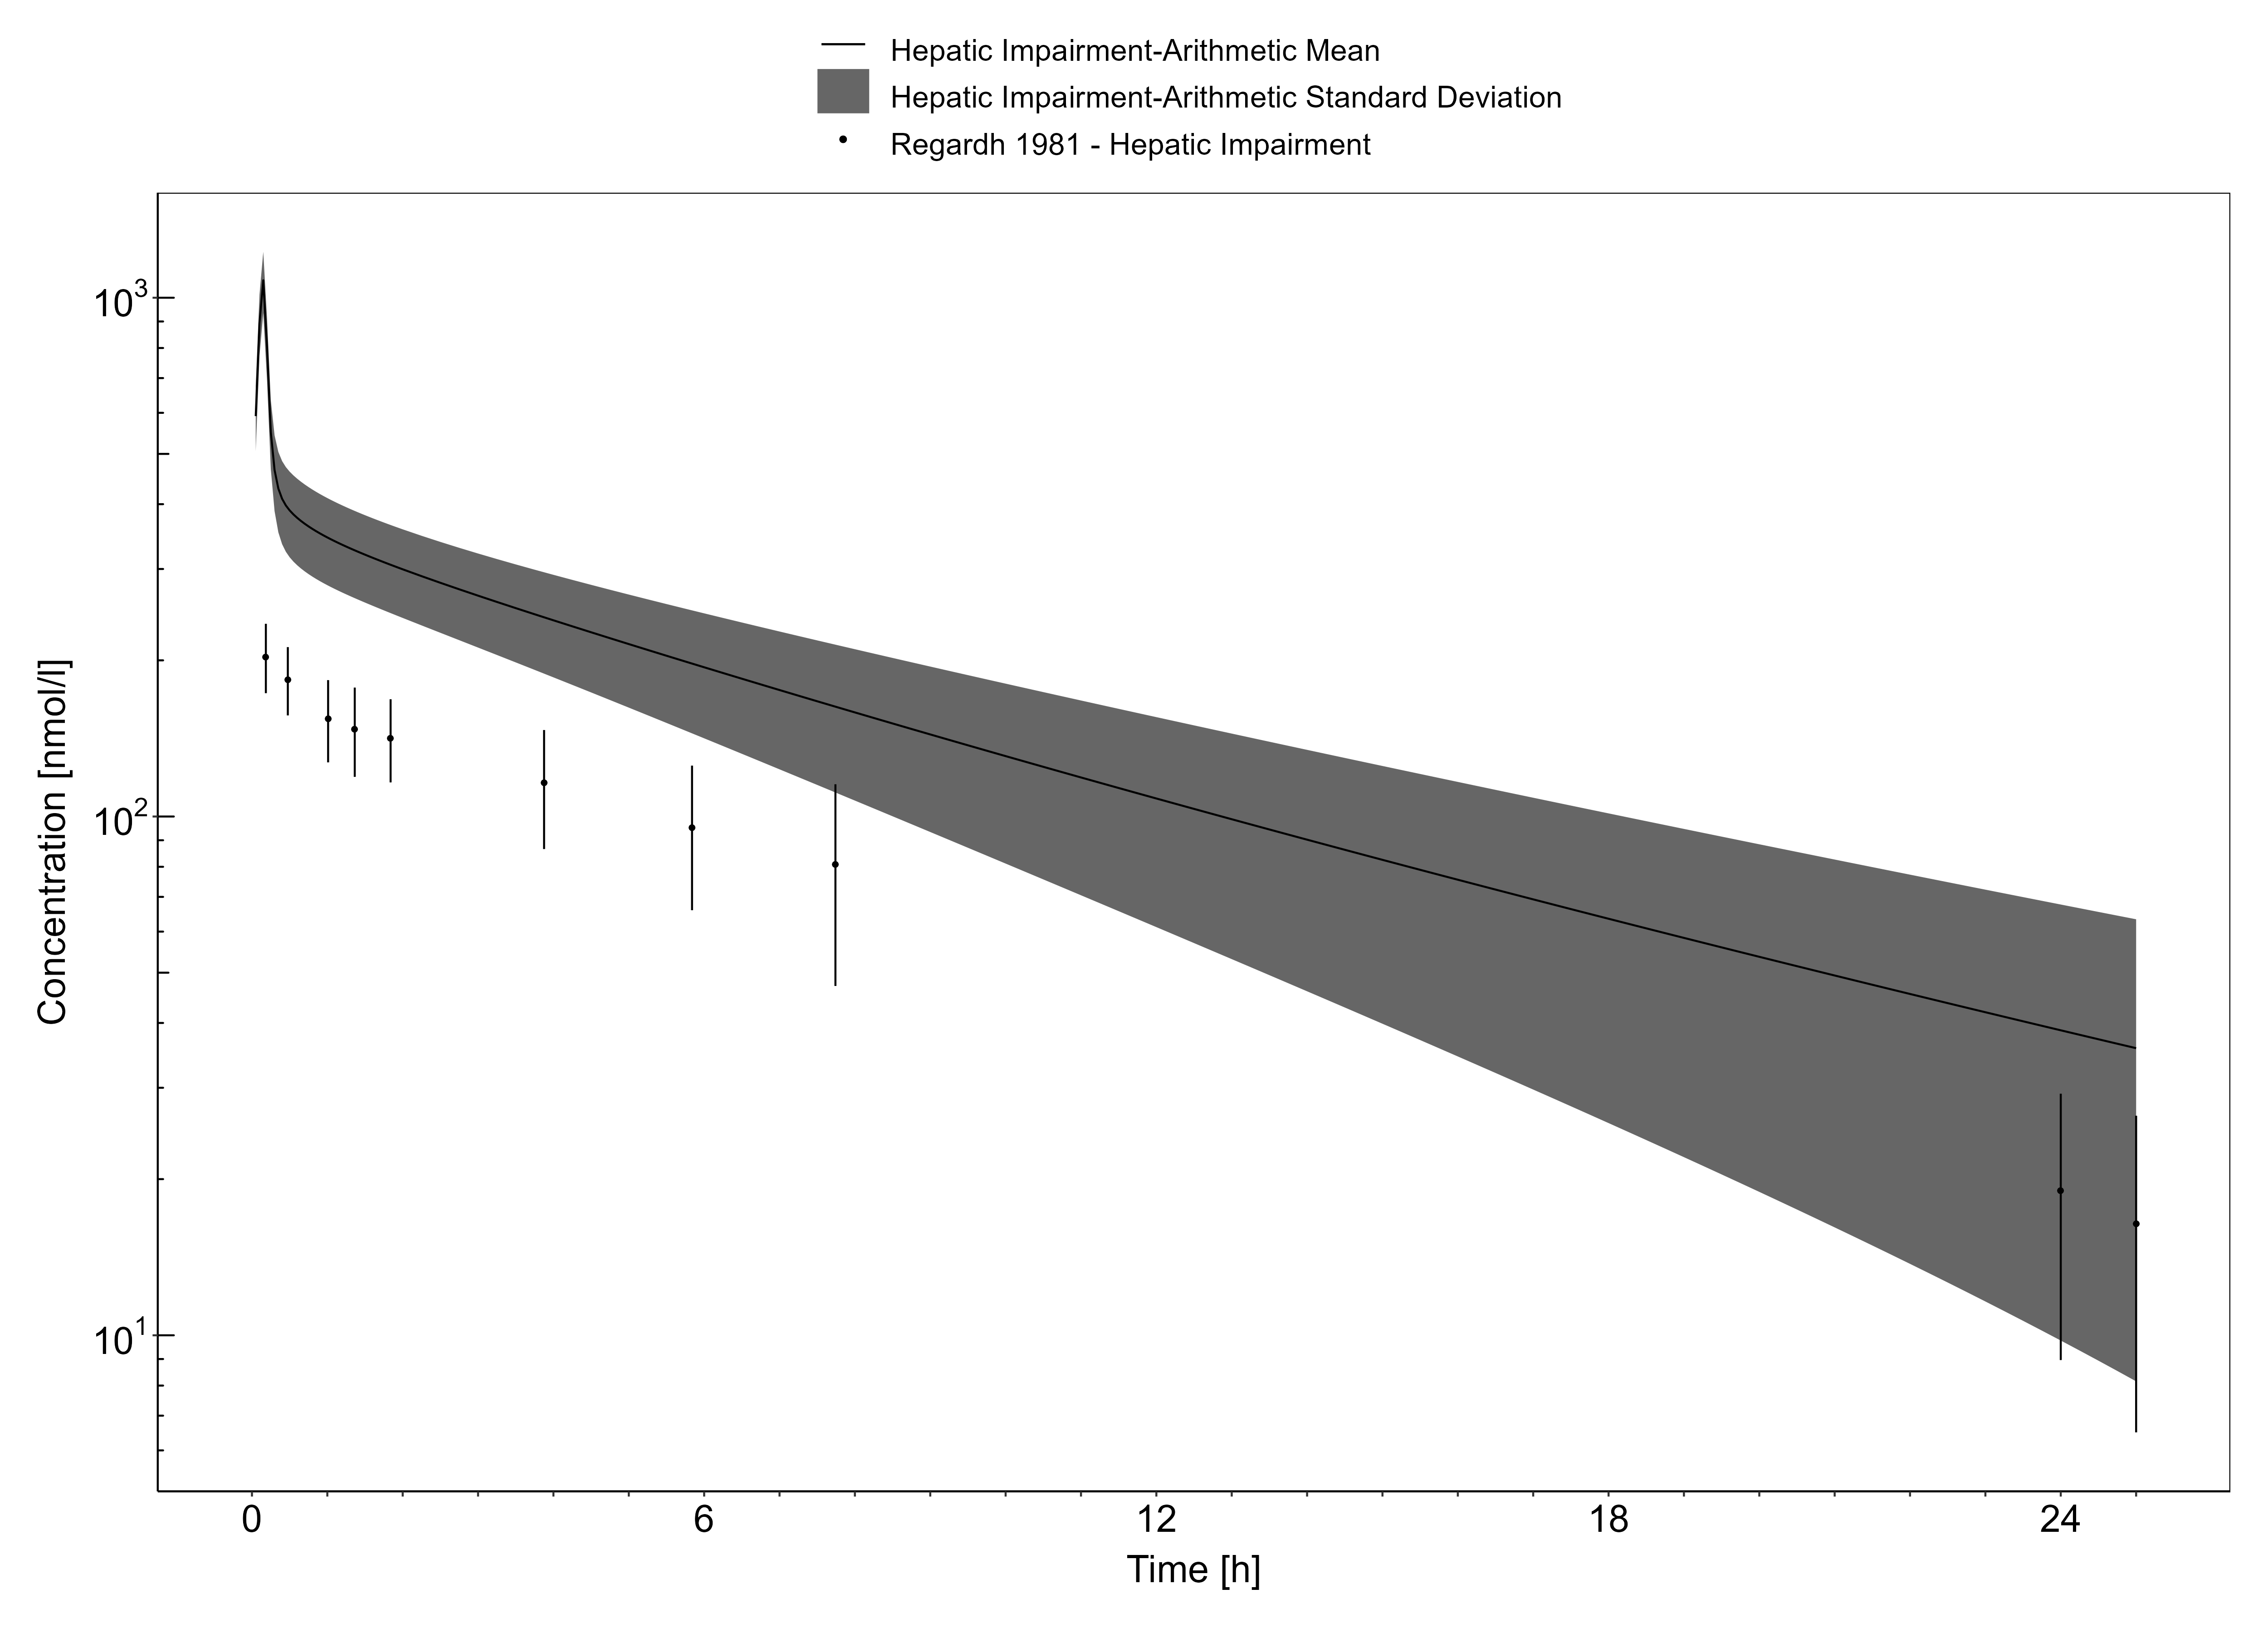 Hepatic Impairment-Arithmetic Mean
Hepatic Impairment-Arithmetic Standard Deviation
Regardh 1981 - Hepatic Impairment
10³
10²
10¹
Concentration [nmol/l]
0 6 12 18 24
Time [h]